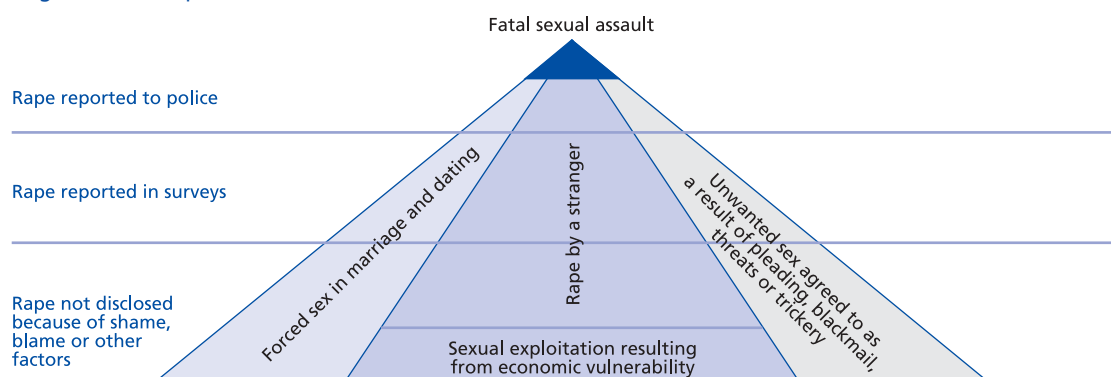 Fatal sexual assault
Rape reported to police
Rape reported in surveys
Rape not disclosed
because of shame,
blame or other
factors
Forced sex in marriage and dating
Rape by a stranger
Unwanted sex agreed to as
a result of pleading, blackmail,
threats or trickery
Sexual exploitation resulting
from economic vulnerability